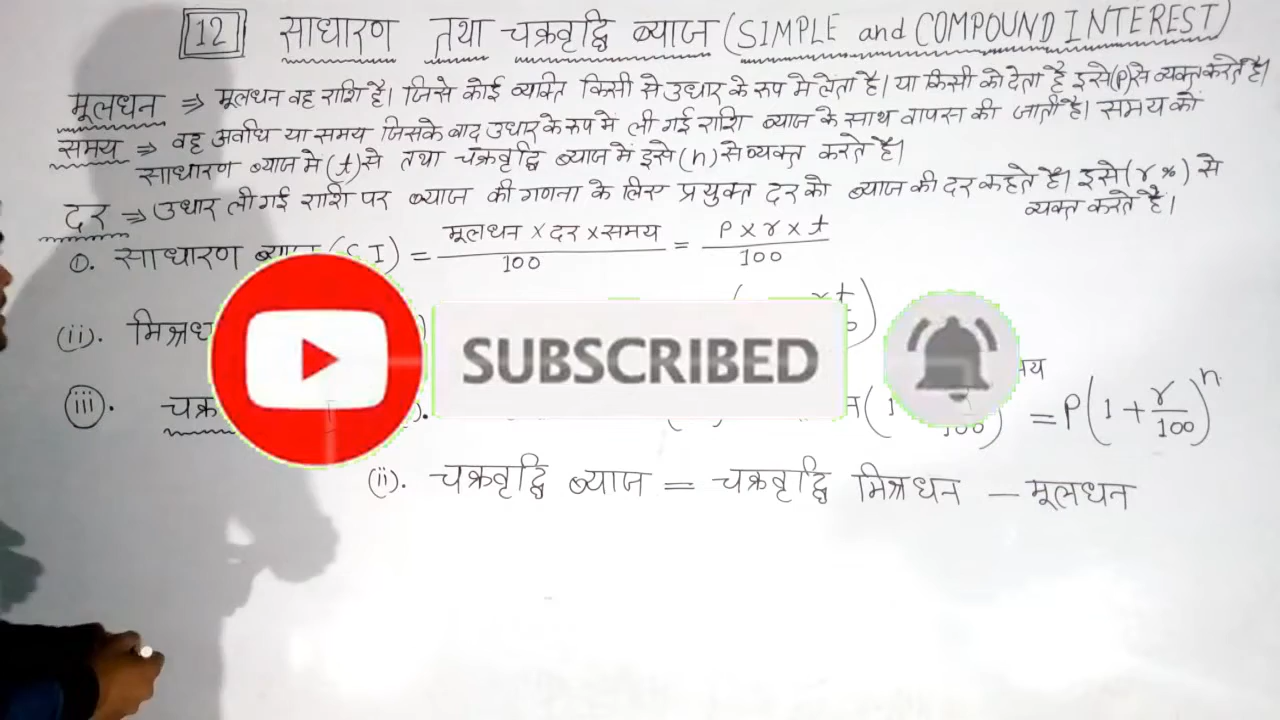 12 साधारण तथा चक्रवृद्धि ब्याज (SIMPLE and COMPOUND INTEREST)
मूलधन ⇒ मूलधन वह राशि है। जिसे कोई व्यक्ति किसी से उधार के रूप मे लेता है। या किसी को देता है इसे (P) से व्यक्त करते है।
समय ⇒ वह अवधि या समय जिसके बाद उधार के रूप मे ली गई राशि ब्याज के साथ वापस की जाती है। समय को
साधारण ब्याज मे (t) से तथा चक्रवृद्धि ब्याज में इसे (n) से व्यक्त करते है।
दर ⇒ उधार ली गई राशि पर ब्याज की गणना के लिए प्रयुक्त दर को ब्याज की दर कहते है। इसे (r %) से
व्यक्त करते है।
(i). साधारण ब्याज (S I) = मूलधन × दर × समय / 100 = P × r × t / 100
(ii).
SUBSCRIBED
(iii). = P(1 + r/100)^n
(ii). चक्रवृद्धि ब्याज = चक्रवृद्धि मिश्रधन – मूलधन